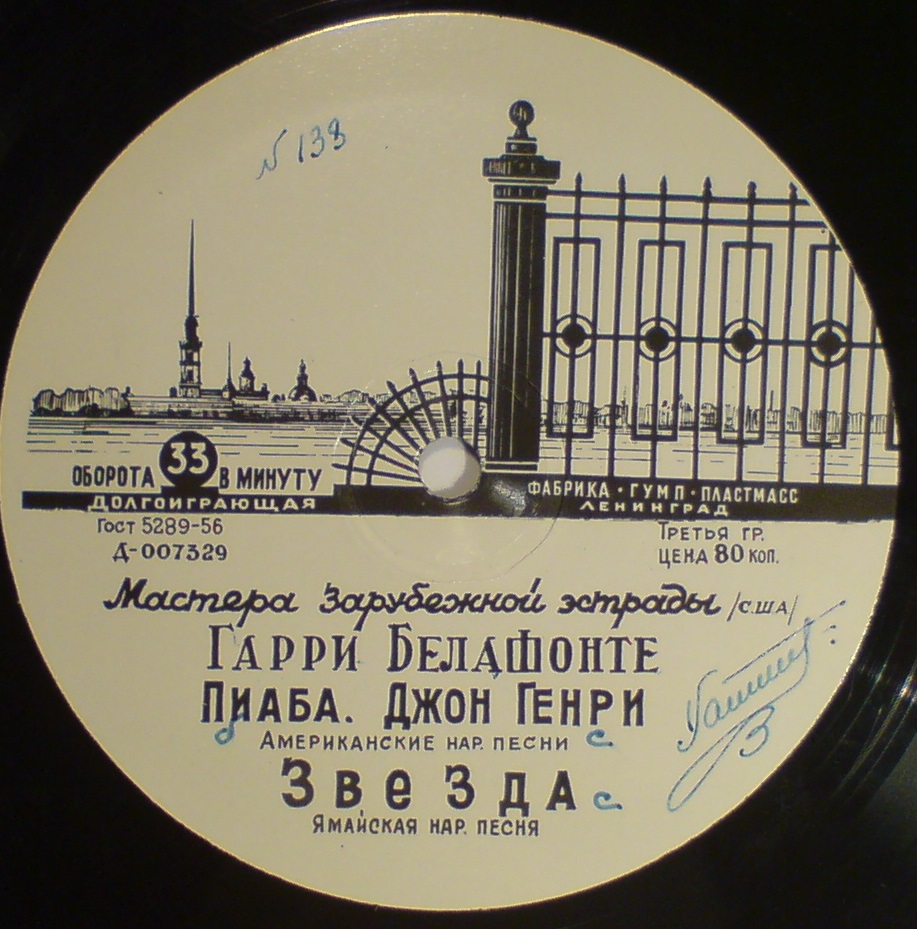 № 138
ОБОРОТА 33 В МИНУТУ
ДОЛГОИГРАЮЩАЯ
ФАБРИКА · ГУМП · ПЛАСТМАСС
ЛЕНИНГРАД
ГОСТ 5289-56
Д-007329
ТРЕТЬЯ ГР.
ЦЕНА 80 КОП.
Мастера зарубежной эстрады /США/
ГАРРИ БЕЛАФОНТЕ
ПИАБА. ДЖОН ГЕНРИ
АМЕРИКАНСКИЕ НАР. ПЕСНИ с
ЗВЕЗДА с
ЯМАЙСКАЯ НАР. ПЕСНЯ